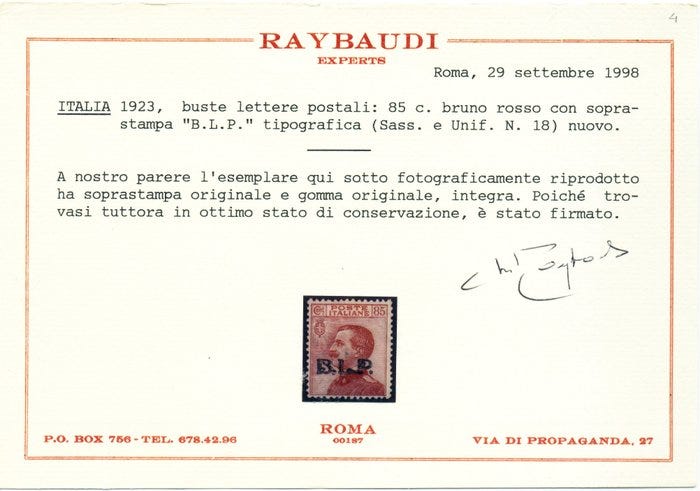 4
RAYBAUDI
EXPERTS
Roma, 29 settembre 1998
ITALIA 1923, buste lettere postali: 85 c. bruno rosso con sopra-
stampa "B.L.P." tipografica (Sass. e Unif. N. 18) nuovo.
A nostro parere l'esemplare qui sotto fotograficamente riprodotto
ha soprastampa originale e gomma originale, integra. Poiché tro-
vasi tuttora in ottimo stato di conservazione, è stato firmato.
POSTE 85
ITALIANE
B.L.P.
P.O. BOX 756 - TEL. 678.42.96
ROMA
00187
VIA DI PROPAGANDA, 27